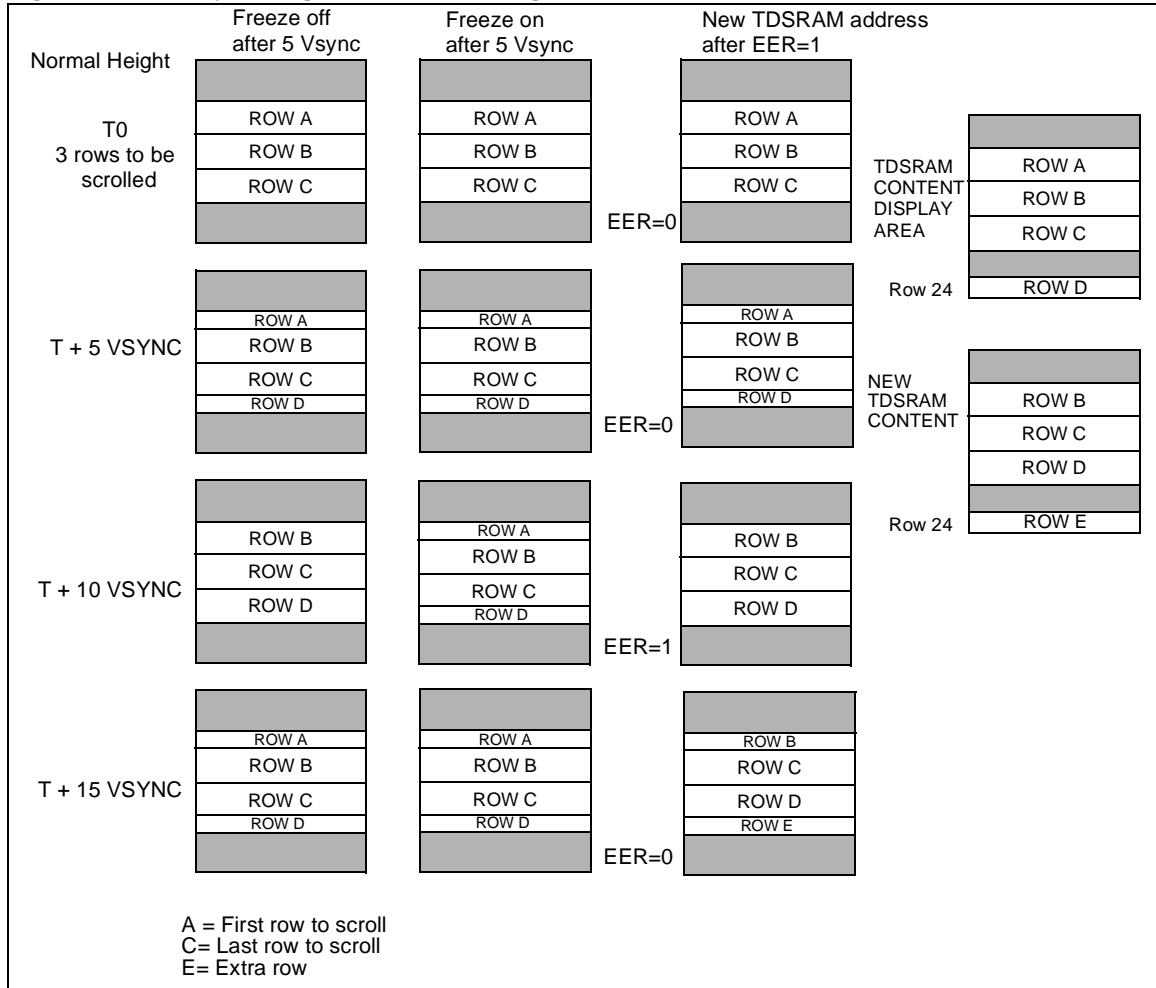 Freeze off
after 5 Vsync
Freeze on
after 5 Vsync
New TDSRAM address
after EER=1
Normal Height
T0
3 rows to be
scrolled
ROW A
ROW B
ROW C
ROW A
ROW B
ROW C
EER=0
ROW A
ROW B
ROW C
TDSRAM
CONTENT
DISPLAY
AREA
ROW A
ROW B
ROW C
Row 24
ROW D
T + 5 VSYNC
ROW A
ROW B
ROW C
ROW D
ROW A
ROW B
ROW C
ROW D
EER=0
ROW A
ROW B
ROW C
ROW D
NEW
TDSRAM
CONTENT
ROW B
ROW C
ROW D
Row 24
ROW E
T + 10 VSYNC
ROW B
ROW C
ROW D
ROW A
ROW B
ROW C
ROW D
EER=1
ROW B
ROW C
ROW D
T + 15 VSYNC
ROW A
ROW B
ROW C
ROW D
ROW A
ROW B
ROW C
ROW D
EER=0
ROW B
ROW C
ROW D
ROW E
A = First row to scroll
C= Last row to scroll
E= Extra row